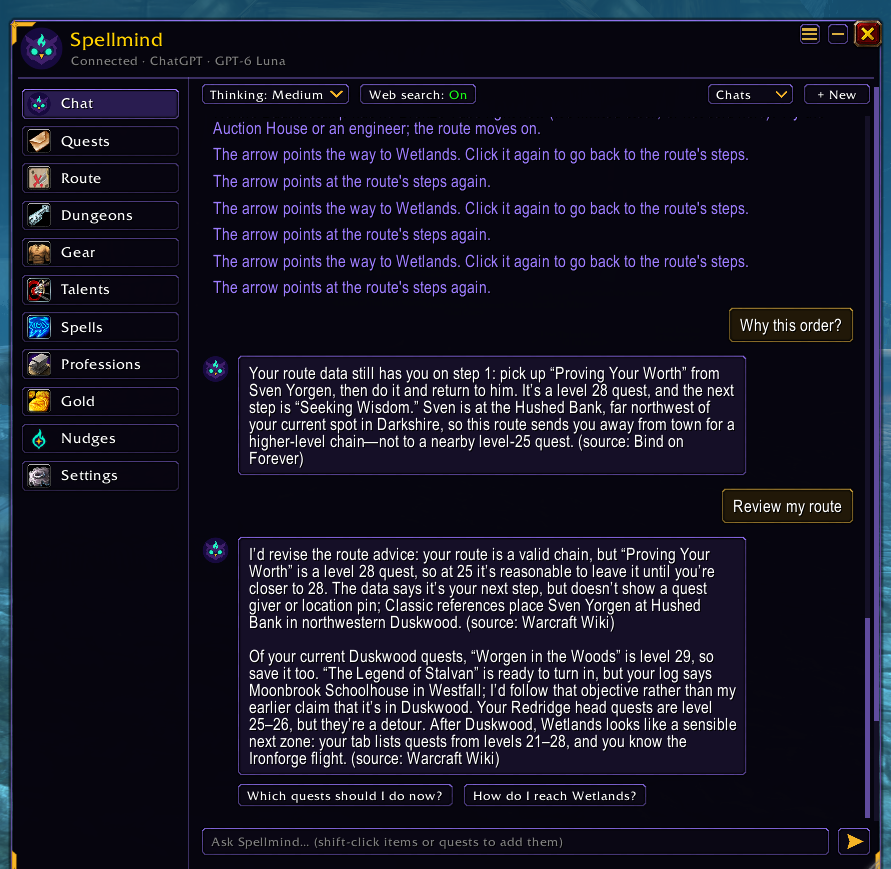 Spellmind
Connected · ChatGPT · GPT-6 Luna
Chat
Quests
Route
Dungeons
Gear
Talents
Spells
Professions
Gold
Nudges
Settings
Thinking: Medium
Web search: On
Chats
+ New
Auction House or an engineer; the route moves on.
The arrow points the way to Wetlands. Click it again to go back to the route's steps.
The arrow points at the route's steps again.
The arrow points the way to Wetlands. Click it again to go back to the route's steps.
The arrow points at the route's steps again.
The arrow points the way to Wetlands. Click it again to go back to the route's steps.
The arrow points at the route's steps again.
Why this order?
Your route data still has you on step 1: pick up “Proving Your Worth” from
Sven Yorgen, then do it and return to him. It’s a level 28 quest, and the next
step is “Seeking Wisdom.” Sven is at the Hushed Bank, far northwest of
your current spot in Darkshire, so this route sends you away from town for a
higher-level chain—not to a nearby level-25 quest. (source: Bind on
Forever)
Review my route
I’d revise the route advice: your route is a valid chain, but “Proving Your
Worth” is a level 28 quest, so at 25 it’s reasonable to leave it until you’re
closer to 28. The data says it’s your next step, but doesn’t show a quest
giver or location pin; Classic references place Sven Yorgen at Hushed
Bank in northwestern Duskwood. (source: Warcraft Wiki)
Of your current Duskwood quests, “Worgen in the Woods” is level 29, so
save it too. “The Legend of Stalvan” is ready to turn in, but your log says
Moonbrook Schoolhouse in Westfall; I’d follow that objective rather than my
earlier claim that it’s in Duskwood. Your Redridge head quests are level
25–26, but they’re a detour. After Duskwood, Wetlands looks like a sensible
next zone: your tab lists quests from levels 21–28, and you know the
Ironforge flight. (source: Warcraft Wiki)
Which quests should I do now?
How do I reach Wetlands?
Ask Spellmind... (shift-click items or quests to add them)